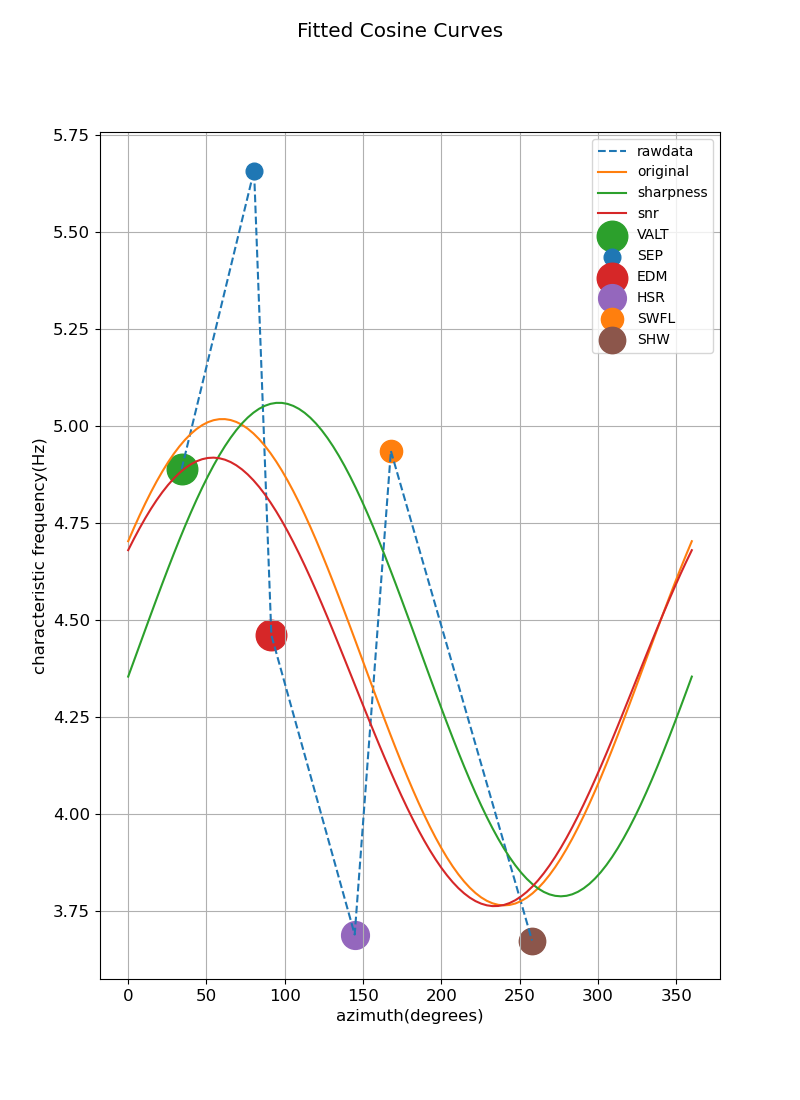 Fitted Cosine Curves
5.75
5.50
5.25
5.00
4.75
4.50
4.25
4.00
3.75
characteristic frequency(Hz)
rawdata
original
sharpness
snr
VALT
SEP
EDM
HSR
SWFL
SHW
0 50 100 150 200 250 300 350
azimuth(degrees)